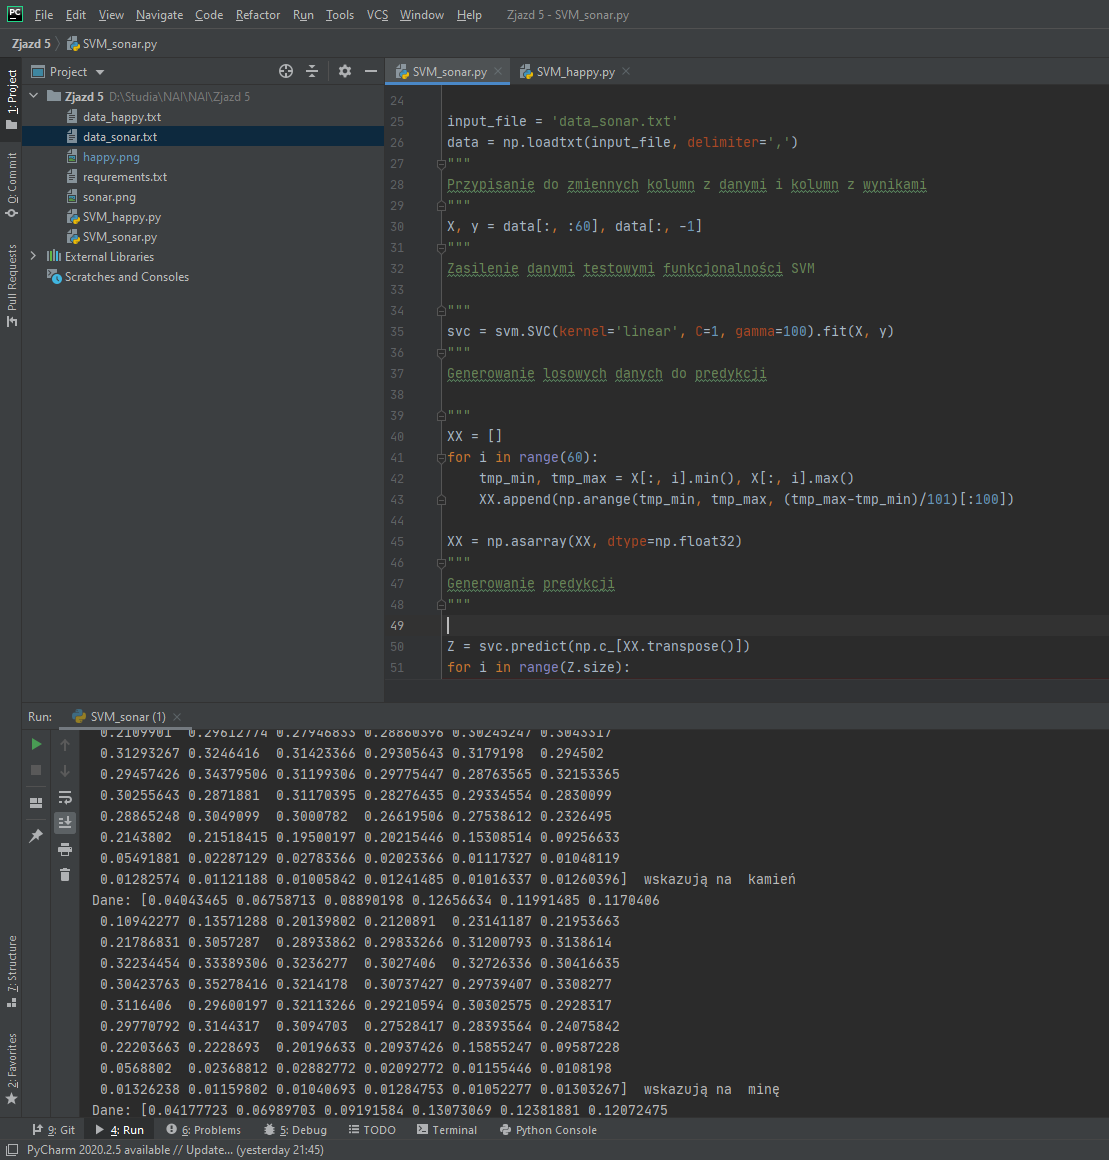 PC File Edit View Navigate Code Refactor Run Tools VCS Window Help Zjazd 5 - SVM_sonar.py
Zjazd 5 SVM_sonar.py
1: Project
0: Commit
Pull Requests
7: Structure
2: Favorites
Project
Zjazd 5 D:\Studia\NAI\NAI\Zjazd 5
data_happy.txt
data_sonar.txt
happy.png
requrements.txt
sonar.png
SVM_happy.py
SVM_sonar.py
External Libraries
Scratches and Consoles
SVM_sonar.py SVM_happy.py
24
25 input_file = 'data_sonar.txt'
26 data = np.loadtxt(input_file, delimiter=',')
27 """
28 Przypisanie do zmiennych kolumn z danymi i kolumn z wynikami
29 """
30 X, y = data[:, :60], data[:, -1]
31 """
32 Zasilenie danymi testowymi funkcjonalności SVM
33
34 """
35 svc = svm.SVC(kernel='linear', C=1, gamma=100).fit(X, y)
36 """
37 Generowanie losowych danych do predykcji
38
39 """
40 XX = []
41 for i in range(60):
42 tmp_min, tmp_max = X[:, i].min(), X[:, i].max()
43 XX.append(np.arange(tmp_min, tmp_max, (tmp_max-tmp_min)/101)[:100])
44
45 XX = np.asarray(XX, dtype=np.float32)
46 """
47 Generowanie predykcji
48 """
49
50 Z = svc.predict(np.c_[XX.transpose()])
51 for i in range(Z.size):
Run: SVM_sonar (1)
0.2109901 0.29612774 0.27946833 0.28860396 0.30245247 0.3043317
0.31293267 0.3246416 0.31423366 0.29305643 0.3179198 0.294502
0.29457426 0.34379506 0.31199306 0.29775447 0.28763565 0.32153365
0.30255643 0.2871881 0.31170395 0.28276435 0.29334554 0.2830099
0.28865248 0.3049099 0.3000782 0.26619506 0.27538612 0.2326495
0.2143802 0.21518415 0.19500197 0.20215446 0.15308514 0.09256633
0.05491881 0.02287129 0.02783366 0.02023366 0.01117327 0.01048119
0.01282574 0.01121188 0.01005842 0.01241485 0.01016337 0.01260396] wskazują na kamień
Dane: [0.04043465 0.06758713 0.08890198 0.12656634 0.11991485 0.1170406
0.10942277 0.13571288 0.20139802 0.2120891 0.23141187 0.21953663
0.21786831 0.3057287 0.28933862 0.29833266 0.31200793 0.3138614
0.32234454 0.33389306 0.3236277 0.3027406 0.32726336 0.30416635
0.30423763 0.35278416 0.3214178 0.30737427 0.29739407 0.3308277
0.3116406 0.29600197 0.32113266 0.29210594 0.30302575 0.2928317
0.29770792 0.3144317 0.3094703 0.27528417 0.28393564 0.24075842
0.22203663 0.2228693 0.20196633 0.20937426 0.15855247 0.09587228
0.0568802 0.02368812 0.02882772 0.02092772 0.01155446 0.0108198
0.01326238 0.01159802 0.01040693 0.01284753 0.01052277 0.01303267] wskazują na minę
Dane: [0.04177723 0.06989703 0.09191584 0.13073069 0.12381881 0.12072475
9: Git 4: Run 6: Problems 5: Debug TODO Terminal Python Console
PyCharm 2020.2.5 available // Update... (yesterday 21:45)